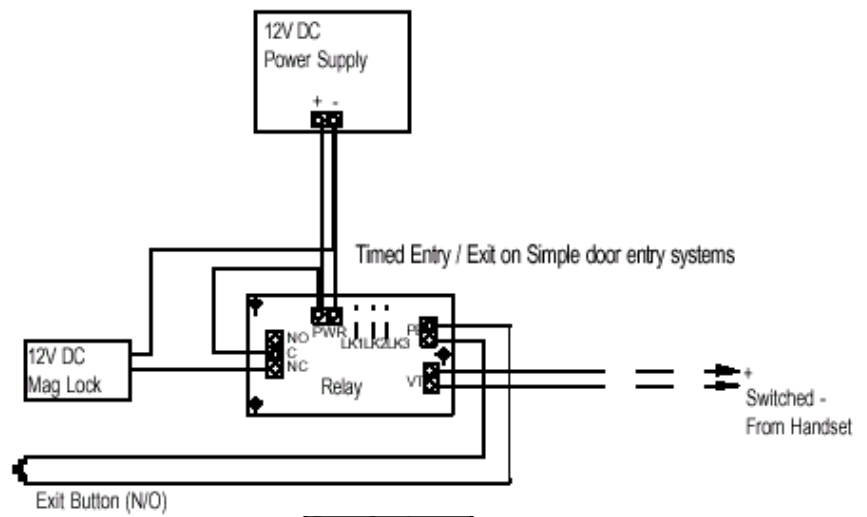 12V DC
Power Supply
+ -
Timed Entry / Exit on Simple door entry systems
PWR
NO
C
NC
LK1LK2LK3
PB
VT
Relay
12V DC
Mag Lock
+
Switched -
From Handset
Exit Button (N/O)